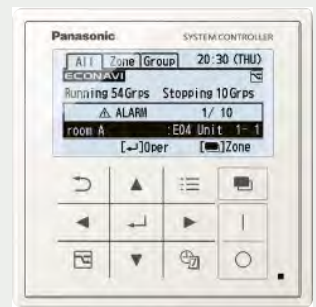 Panasonic SYSTEM CONTROLLER
All Zone Group 20:30 (THU)
ECONAVI
Running 54Grps Stopping 10Grps
⚠ ALARM 1/ 10
room A :E04 Unit 1- 1
[↵]Oper [ ]Zone